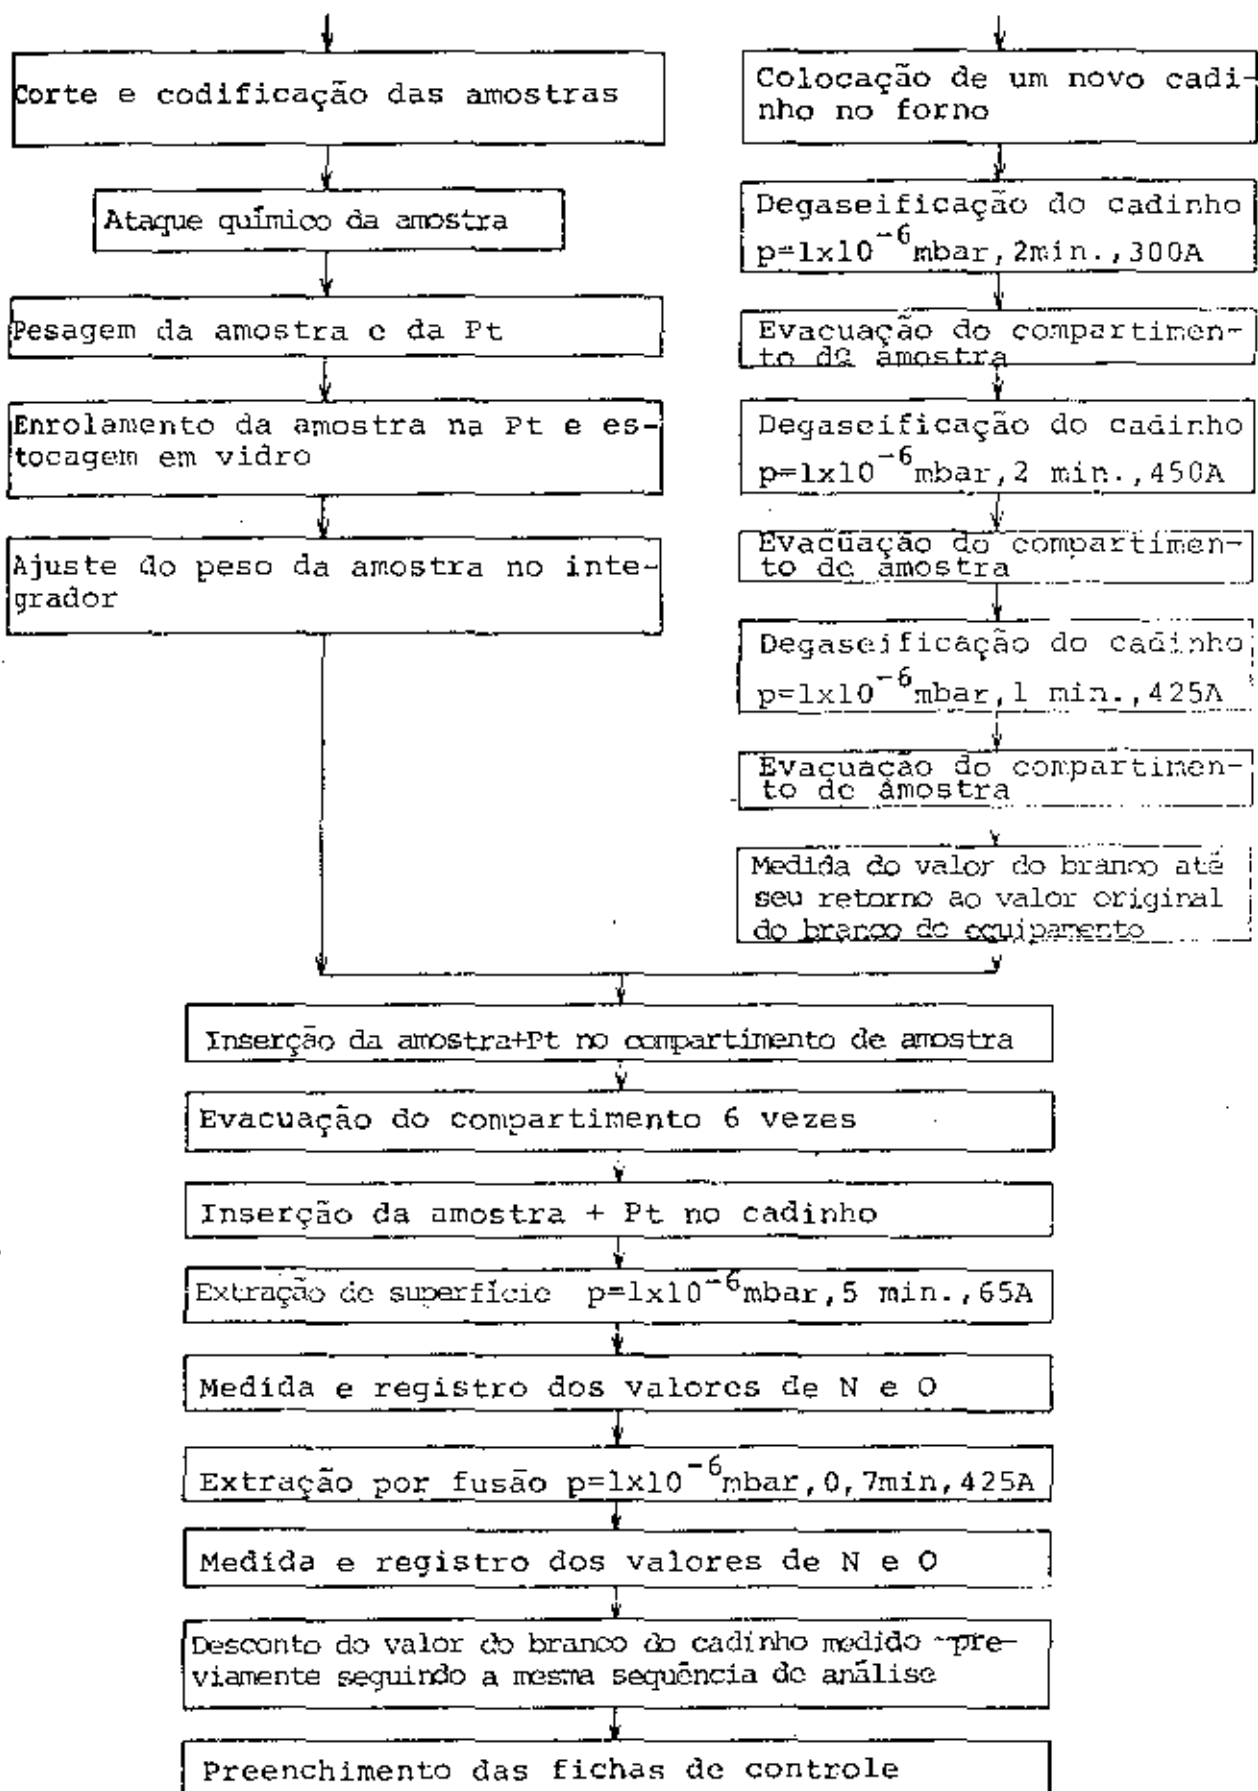 Corte e codificação das amostras
Ataque químico da amostra
Pesagem da amostra e da Pt
Enrolamento da amostra na Pt e es-
tocagem em vidro
Ajuste do peso da amostra no inte-
grador
Colocação de um novo cadi-
nho no forno
Degaseificação do cadinho
p=1x10⁻⁶mbar,2min.,300A
Evacuação do compartimen-
to da amostra
Degaseificação do cadinho
p=1x10⁻⁶mbar,2 min.,450A
Evacuação do compartimen-
to de amostra
Degaseificação do cadinho
p=1x10⁻⁶mbar,1 min.,425A
Evacuação do compartimen-
to de amostra
Medida do valor do branco até
seu retorno ao valor original
do branco do equipamento
Inserção da amostra+Pt no compartimento de amostra
Evacuação do compartimento 6 vezes
Inserção da amostra + Pt no cadinho
Extração de superfície p=1x10⁻⁶mbar,5 min.,65A
Medida e registro dos valores de N e O
Extração por fusão p=1x10⁻⁶mbar,0,7min,425A
Medida e registro dos valores de N e O
Desconto do valor do branco do cadinho medido pre-
viamente seguindo a mesma sequência de análise
Preenchimento das fichas de controle